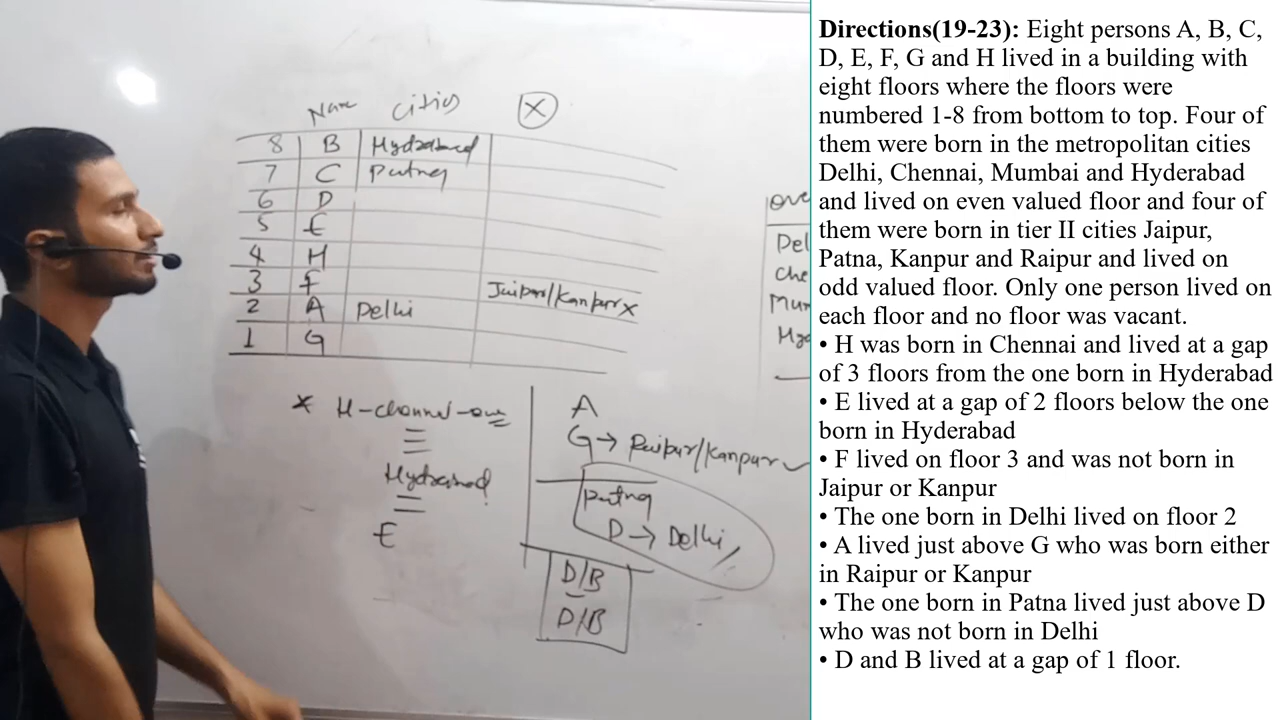 Name Cities X
8 B Hydrabad
7 C Patna
6 D
5 E
4 H
3 F Jaipur/Kanpur x
2 A Delhi
1 G
Del
Che
Mum
Hyd
* H-channai-one
Hydrabad
E
A
G → Raipur/Kanpur
Patna
D → Delhi
D/B
D/B
Directions(19-23): Eight persons A, B, C,
D, E, F, G and H lived in a building with
eight floors where the floors were
numbered 1-8 from bottom to top. Four of
them were born in the metropolitan cities
Delhi, Chennai, Mumbai and Hyderabad
and lived on even valued floor and four of
them were born in tier II cities Jaipur,
Patna, Kanpur and Raipur and lived on
odd valued floor. Only one person lived on
each floor and no floor was vacant.
• H was born in Chennai and lived at a gap
of 3 floors from the one born in Hyderabad
• E lived at a gap of 2 floors below the one
born in Hyderabad
• F lived on floor 3 and was not born in
Jaipur or Kanpur
• The one born in Delhi lived on floor 2
• A lived just above G who was born either
in Raipur or Kanpur
• The one born in Patna lived just above D
who was not born in Delhi
• D and B lived at a gap of 1 floor.